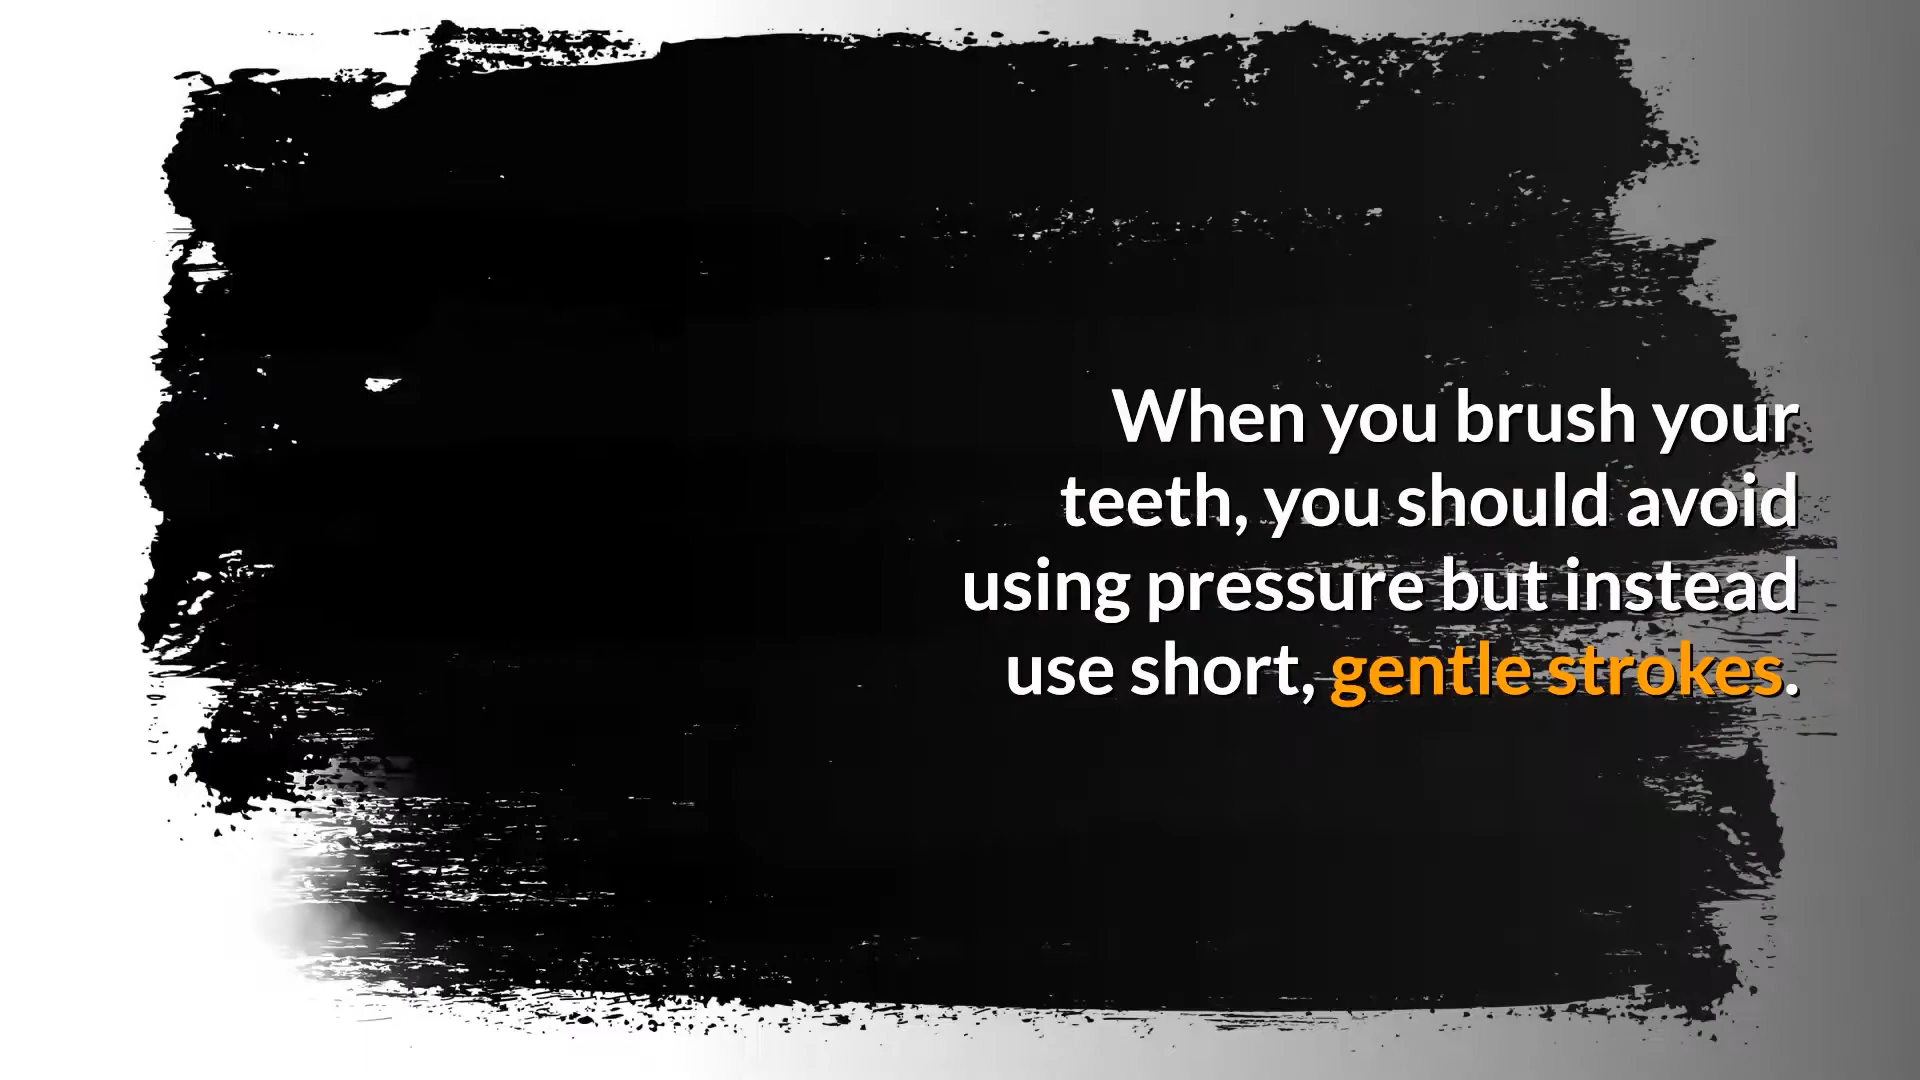 When you brush your
teeth, you should avoid
using pressure but instead
use short, gentle strokes.